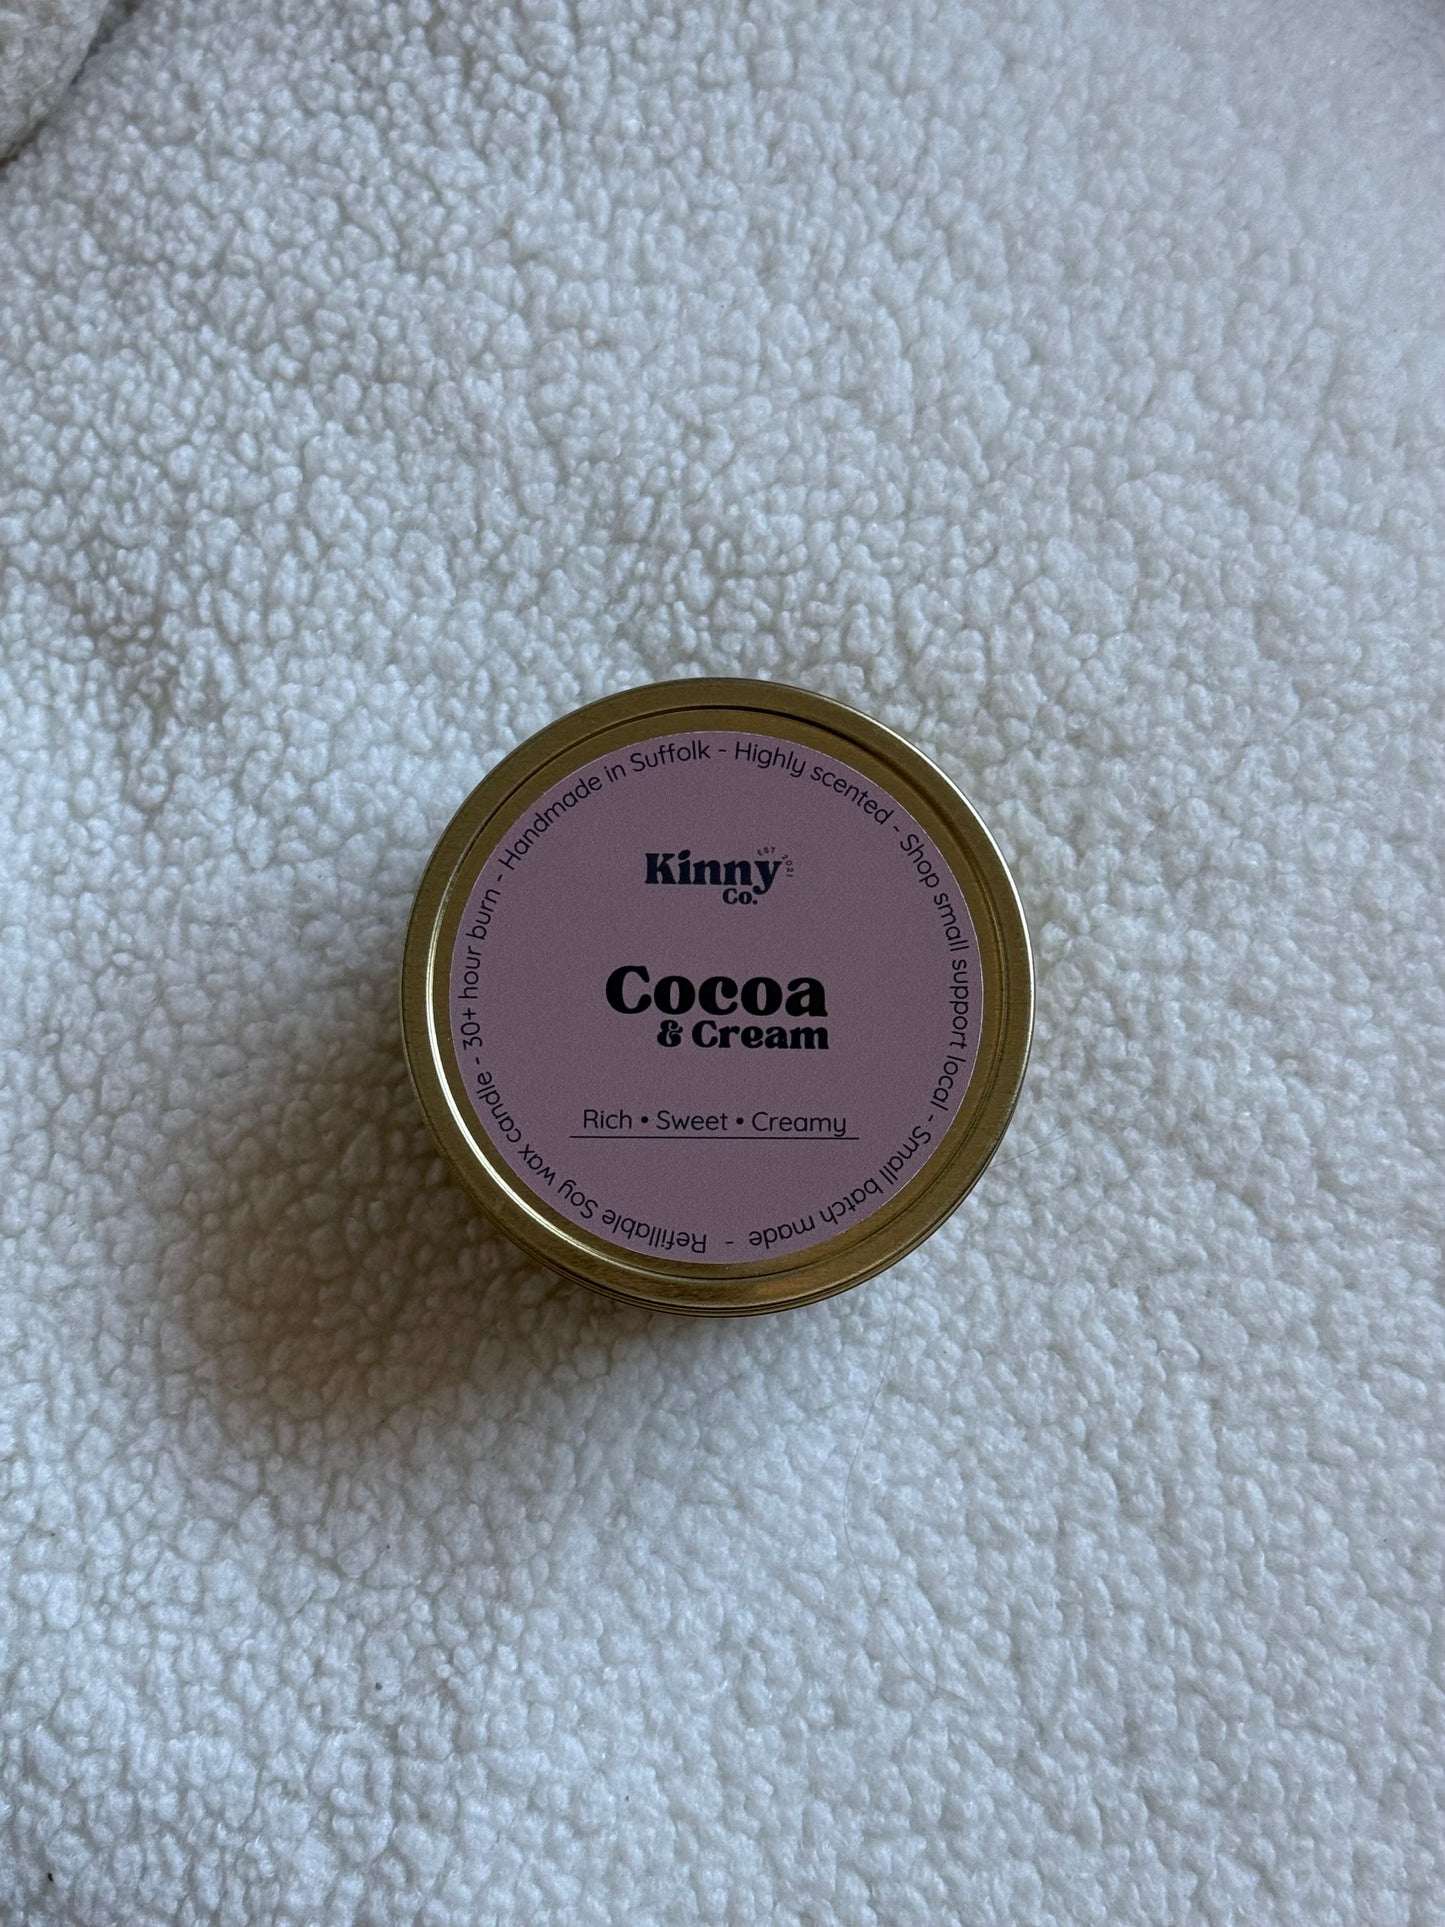 Handmade in Suffolk - Highly scented - Shop small support local - Small batch made - Refillable Soy wax candle - 30+ hour burn -
Kinny
EST 2021
Co.
Cocoa
& Cream
Rich • Sweet • Creamy